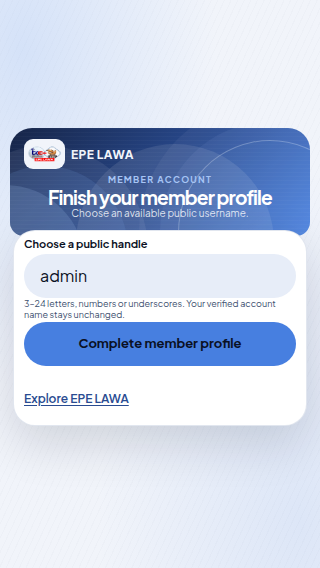 EPE LAWA
MEMBER ACCOUNT
Finish your member profile
Choose an available public username.
Choose a public handle
admin
3–24 letters, numbers or underscores. Your verified account
name stays unchanged.
Complete member profile
Explore EPE LAWA